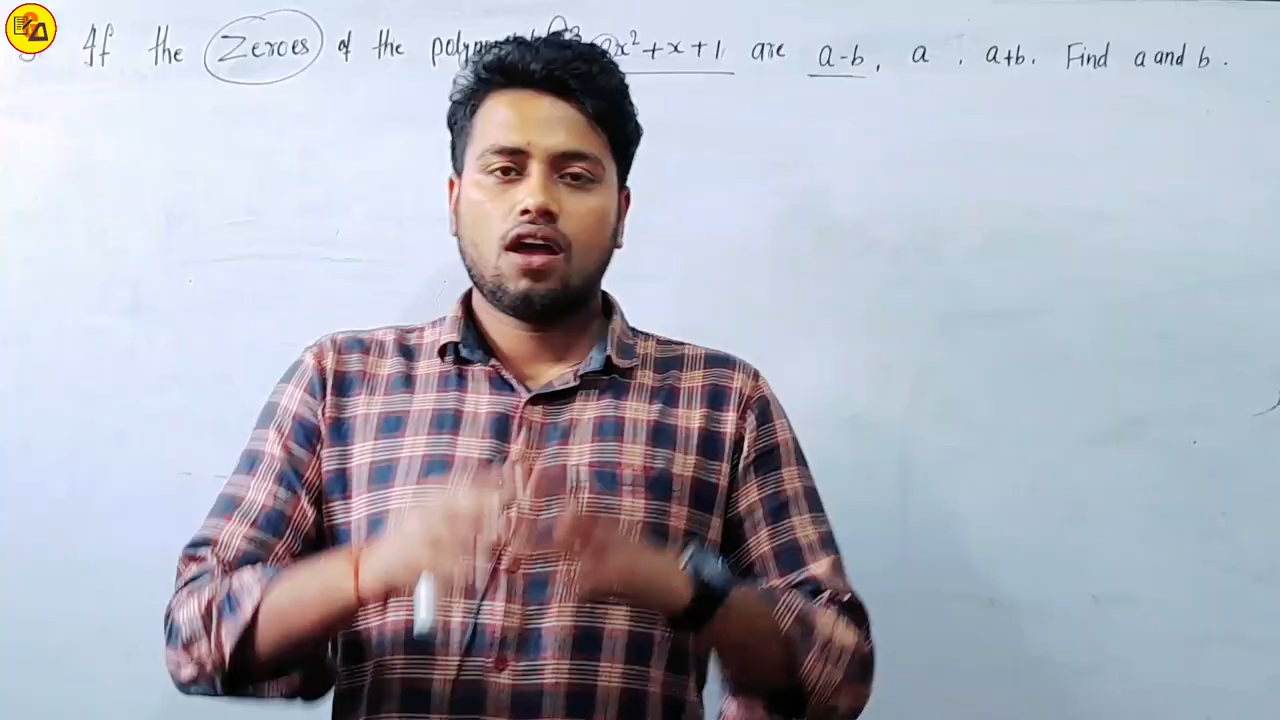 If the Zeroes of the x² + x + 1 are a-b, a, a+b. Find a and b.